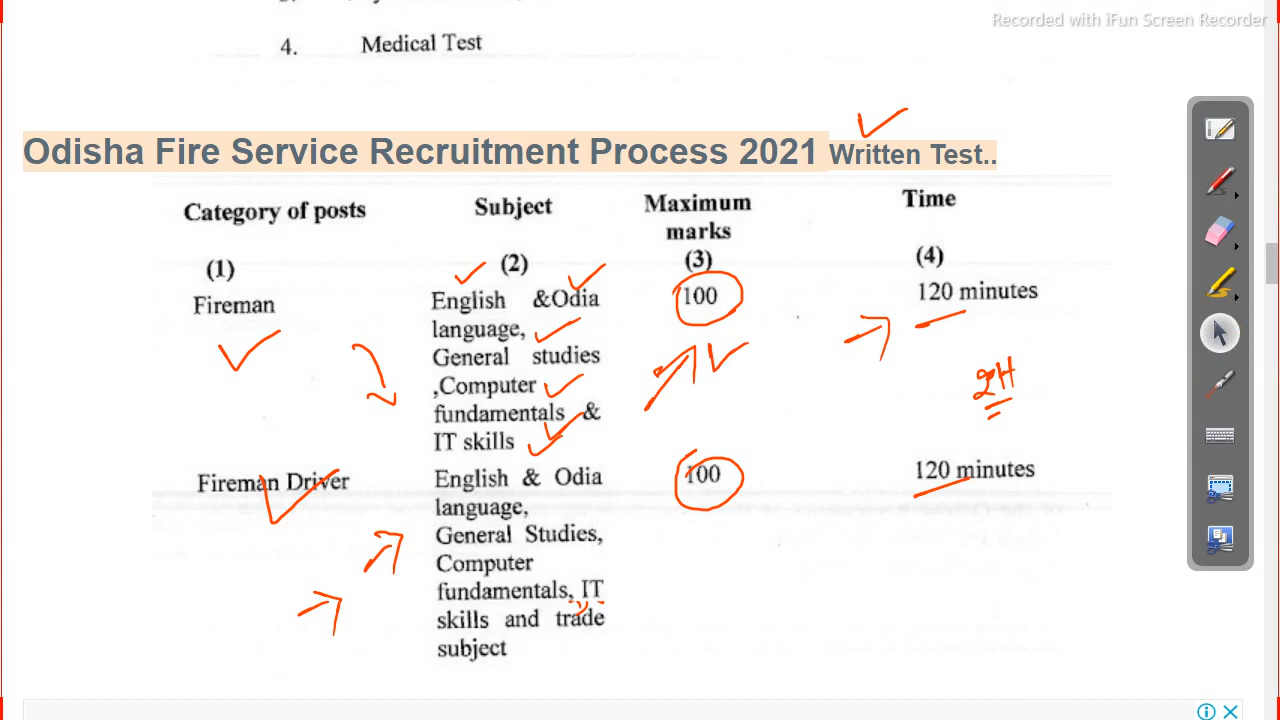 Recorded with iFun Screen Recorder
4. Medical Test
Odisha Fire Service Recruitment Process 2021 Written Test..
Category of posts Subject Maximum marks Time
(1) (2) (3) (4)
Fireman English &Odia 100 120 minutes
language,
General studies
,Computer
fundamentals &
IT skills
2H
Fireman Driver English & Odia 100 120 minutes
language,
General Studies,
Computer
fundamentals, IT
skills and trade
subject